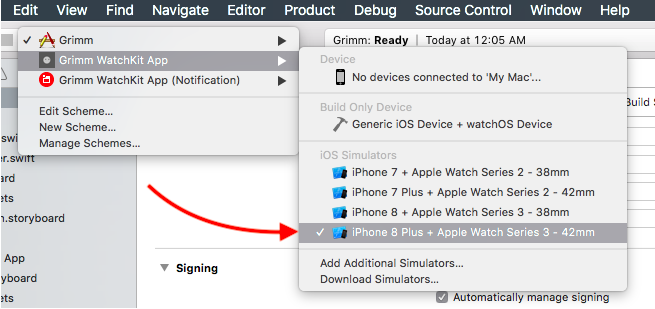 Edit View Find Navigate Editor Product Debug Source Control Window Help
Grimm
Grimm: Ready | Today at 12:05 AM
Grimm WatchKit App
Device
Grimm WatchKit App (Notification)
No devices connected to 'My Mac'...
Edit Scheme...
New Scheme...
Manage Schemes...
Build Only Device
Build S
Generic iOS Device + watchOS Device
iOS Simulators
iPhone 7 + Apple Watch Series 2 - 38mm
iPhone 7 Plus + Apple Watch Series 2 - 42mm
iPhone 8 + Apple Watch Series 3 - 38mm
iPhone 8 Plus + Apple Watch Series 3 - 42mm
Add Additional Simulators...
Download Simulators...
swift
er.swift
ard
ets
n.storyboard
App
oryboard
ets
Signing
Automatically manage signing